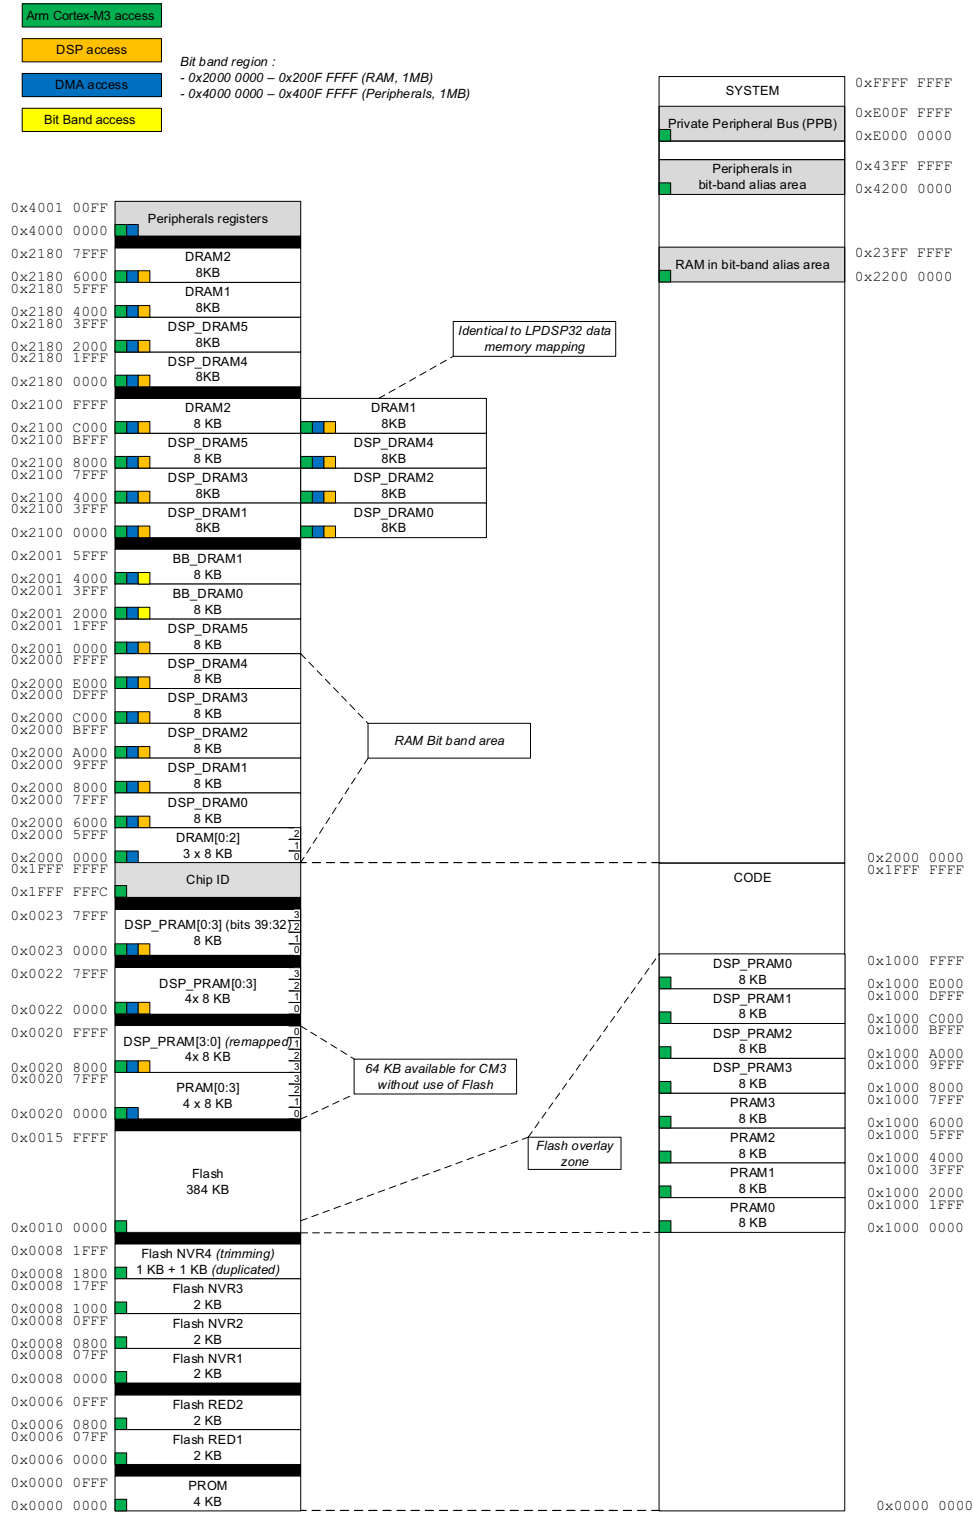 Arm Cortex-M3 access
DSP access
DMA access
Bit Band access
Bit band region :
- 0x2000 0000 – 0x200F FFFF (RAM, 1MB)
- 0x4000 0000 – 0x400F FFFF (Peripherals, 1MB)
0x4001 00FF
Peripherals registers
0x4000 0000
0x2180 7FFF
DRAM2
8KB
0x2180 6000
0x2180 5FFF
DRAM1
8KB
0x2180 4000
0x2180 3FFF
DSP_DRAM5
8KB
0x2180 2000
0x2180 1FFF
DSP_DRAM4
8KB
0x2180 0000
Identical to LPDSP32 data
memory mapping
0x2100 FFFF
DRAM2
8 KB
DRAM1
8KB
0x2100 C000
0x2100 BFFF
DSP_DRAM5
8 KB
DSP_DRAM4
8KB
0x2100 8000
0x2100 7FFF
DSP_DRAM3
8KB
DSP_DRAM2
8KB
0x2100 4000
0x2100 3FFF
DSP_DRAM1
8KB
DSP_DRAM0
8KB
0x2100 0000
0x2001 5FFF
BB_DRAM1
8 KB
0x2001 4000
0x2001 3FFF
BB_DRAM0
8 KB
0x2001 2000
0x2001 1FFF
DSP_DRAM5
8 KB
0x2001 0000
0x2000 FFFF
DSP_DRAM4
8 KB
0x2000 E000
0x2000 DFFF
DSP_DRAM3
8 KB
0x2000 C000
0x2000 BFFF
DSP_DRAM2
8 KB
0x2000 A000
0x2000 9FFF
DSP_DRAM1
8 KB
0x2000 8000
0x2000 7FFF
DSP_DRAM0
8 KB
0x2000 6000
0x2000 5FFF
DRAM[0:2]
3 x 8 KB
2
1
0
0x2000 0000
RAM Bit band area
0x1FFF FFFF
Chip ID
0x1FFF FFFC
0x0023 7FFF
DSP_PRAM[0:3] (bits 39:32)
8 KB
3
2
1
0
0x0023 0000
0x0022 7FFF
DSP_PRAM[0:3]
4x 8 KB
3
2
1
0
0x0022 0000
0x0020 FFFF
DSP_PRAM[3:0] (remapped)
4x 8 KB
0
1
2
3
0x0020 8000
0x0020 7FFF
PRAM[0:3]
4 x 8 KB
3
2
1
0
0x0020 0000
64 KB available for CM3
without use of Flash
0x0015 FFFF
Flash
384 KB
0x0010 0000
Flash overlay
zone
0x0008 1FFF
Flash NVR4 (trimming)
1 KB + 1 KB (duplicated)
0x0008 1800
0x0008 17FF
Flash NVR3
2 KB
0x0008 1000
0x0008 0FFF
Flash NVR2
2 KB
0x0008 0800
0x0008 07FF
Flash NVR1
2 KB
0x0008 0000
0x0006 0FFF
Flash RED2
2 KB
0x0006 0800
0x0006 07FF
Flash RED1
2 KB
0x0006 0000
0x0000 0FFF
PROM
4 KB
0x0000 0000
SYSTEM
0xFFFF FFFF
Private Peripheral Bus (PPB)
0xE00F FFFF
0xE000 0000
Peripherals in
bit-band alias area
0x43FF FFFF
0x4200 0000
RAM in bit-band alias area
0x23FF FFFF
0x2200 0000
0x2000 0000
0x1FFF FFFF
CODE
DSP_PRAM0
8 KB
0x1000 FFFF
0x1000 E000
DSP_PRAM1
8 KB
0x1000 DFFF
0x1000 C000
DSP_PRAM2
8 KB
0x1000 BFFF
0x1000 A000
DSP_PRAM3
8 KB
0x1000 9FFF
0x1000 8000
PRAM3
8 KB
0x1000 7FFF
0x1000 6000
PRAM2
8 KB
0x1000 5FFF
0x1000 4000
PRAM1
8 KB
0x1000 3FFF
0x1000 2000
PRAM0
8 KB
0x1000 1FFF
0x1000 0000
0x0000 0000